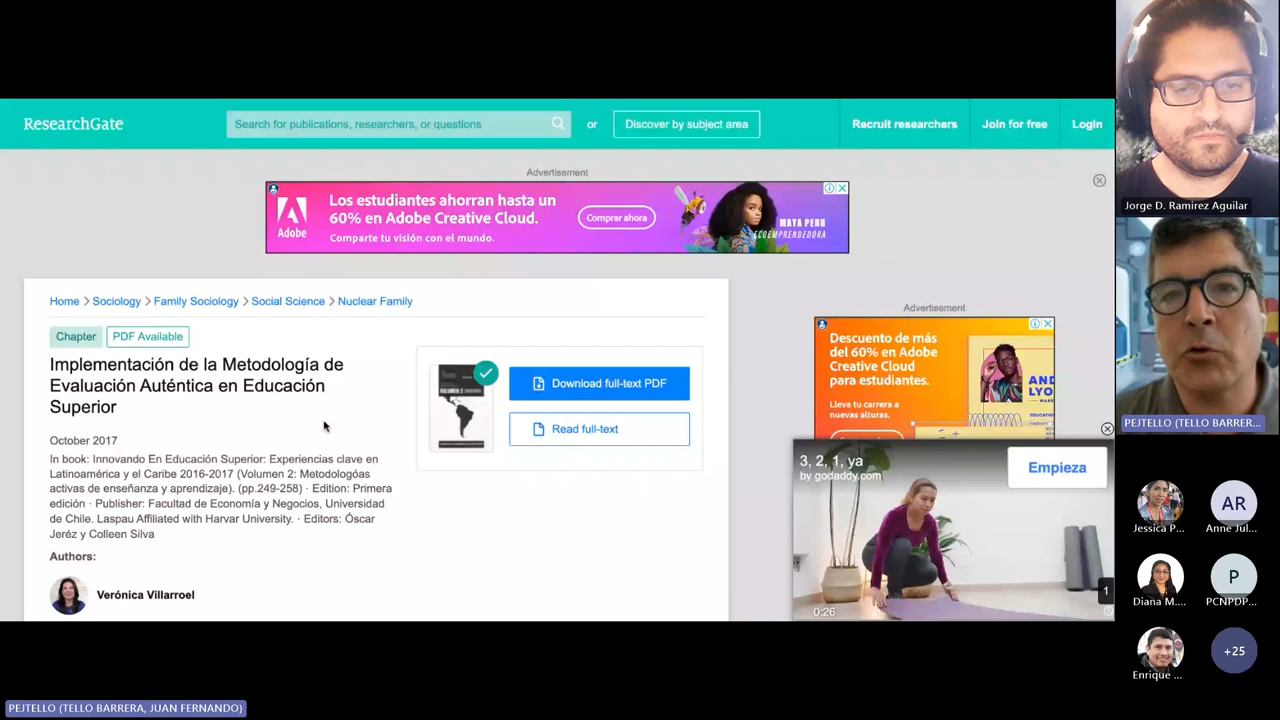 ResearchGate
Search for publications, researchers, or questions
or
Discover by subject area
Recruit researchers
Join for free
Login
Advertisement
Adobe
Los estudiantes ahorran hasta un
60% en Adobe Creative Cloud.
Comparte tu visión con el mundo.
Comprar ahora
MAYA PENN
ECOEMPRENDEDORA
Home > Sociology > Family Sociology > Social Science > Nuclear Family
Chapter
PDF Available
Implementación de la Metodología de
Evaluación Auténtica en Educación
Superior
October 2017
In book: Innovando En Educación Superior: Experiencias clave en
Latinoamérica y el Caribe 2016-2017 (Volumen 2: Metodologóas
activas de enseñanza y aprendizaje). (pp.249-258) · Edition: Primera
edición · Publisher: Facultad de Economía y Negocios, Universidad
de Chile. Laspau Affiliated with Harvar University. · Editors: Óscar
Jeréz y Colleen Silva
Authors:
Verónica Villarroel
Download full-text PDF
Read full-text
Advertisement
Descuento de más
del 60% en Adobe
Creative Cloud
para estudiantes.
Lleva tu carrera a
nuevas alturas.
3, 2, 1, ya
by godaddy.com
Empieza
0:26
1
Jorge D. Ramirez Aguilar
PEJTELLO (TELLO BARRER...
Jessica P...
AR
Anne Jul...
Diana M....
P
PCNPDP...
Enrique ...
+25
PEJTELLO (TELLO BARRERA, JUAN FERNANDO)